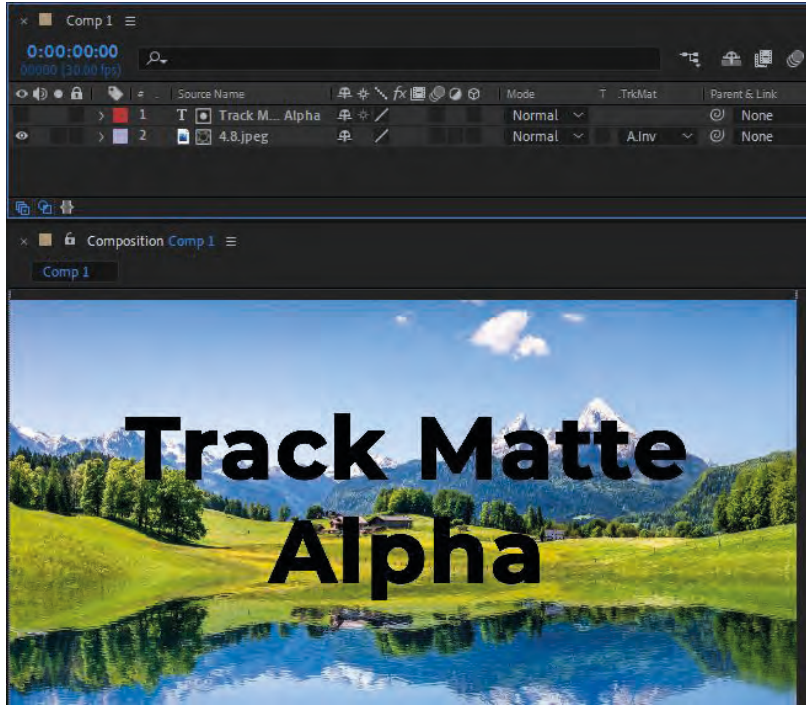 Comp 1
0:00:00:00
00000 (30.00 fps)
# Source Name Mode T .TrkMat Parent & Link
1 T Track M... Alpha Normal None
2 4.8.jpeg Normal A.Inv None
Composition Comp 1
Comp 1
Track Matte
Alpha